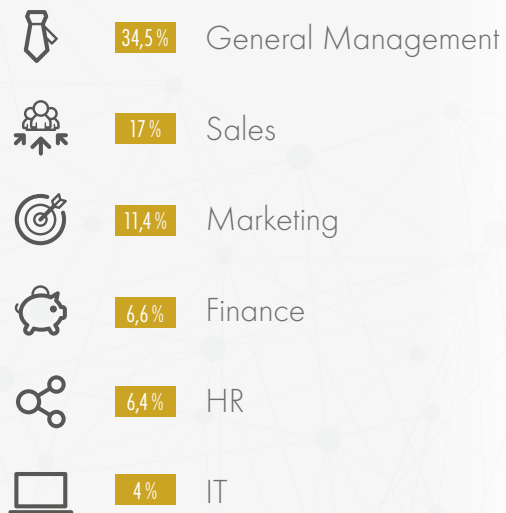 34,5 % General Management
17 % Sales
11,4 % Marketing
6,6 % Finance
6,4 % HR
4 % IT